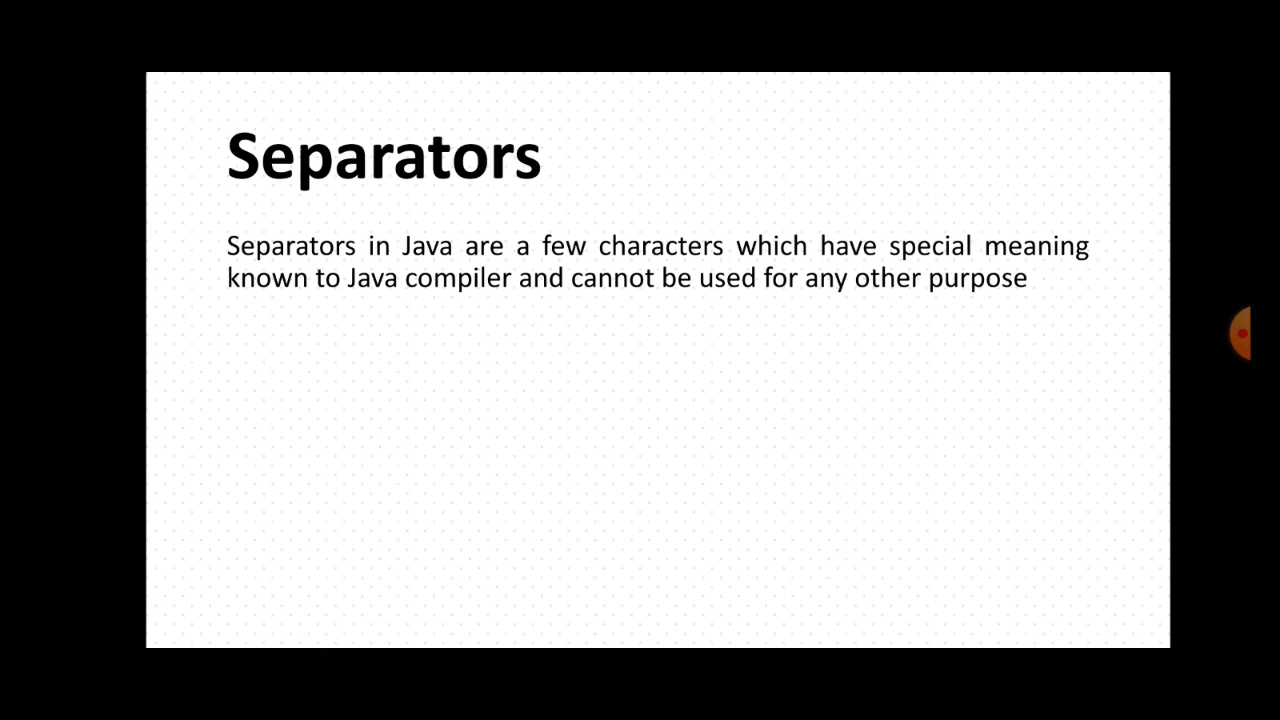 Separators
Separators in Java are a few characters which have special meaning
known to Java compiler and cannot be used for any other purpose